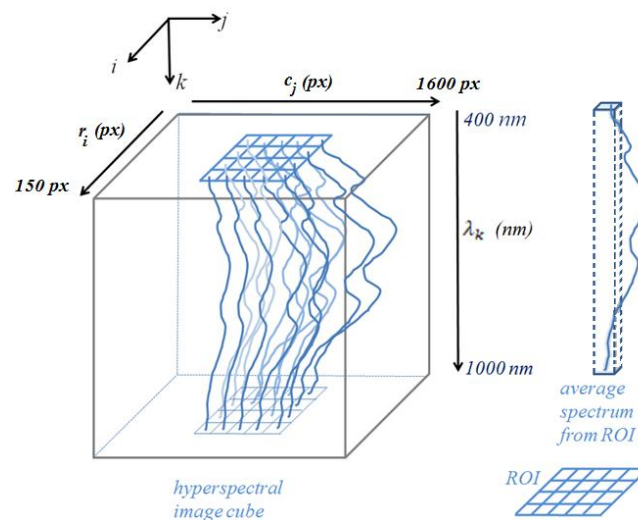 j
i
k
c_j (px)
1600 px
r_i (px)
150 px
400 nm
λ_k (nm)
1000 nm
average
spectrum
from ROI
hyperspectral
image cube
ROI